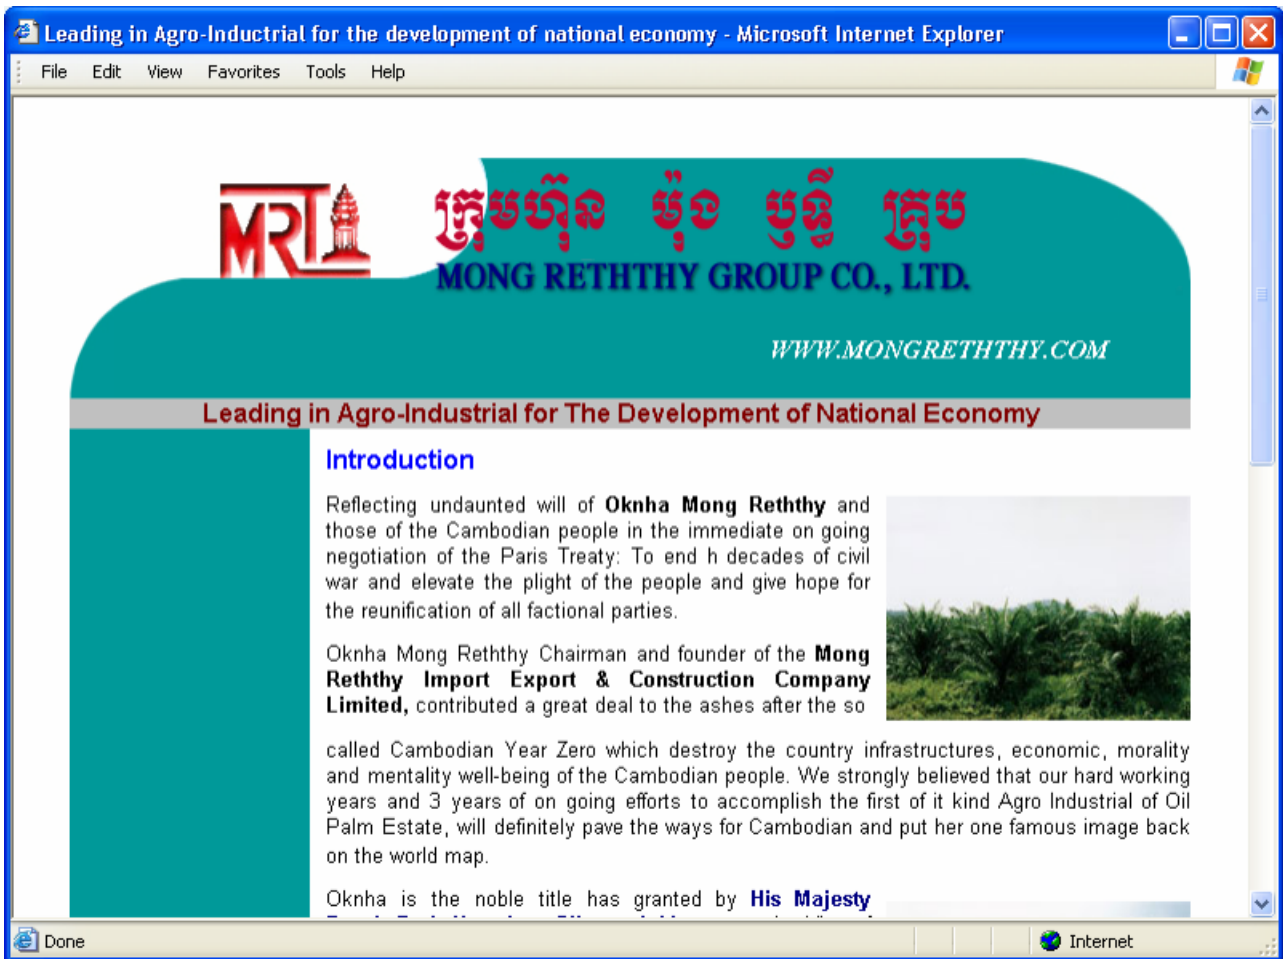 Leading in Agro-Inductrial for the development of national economy - Microsoft Internet Explorer
File Edit View Favorites Tools Help
MRT
ក្រុមហ៊ុន ម៉ុង ឫទ្ធី គ្រុប
MONG RETHTHY GROUP CO., LTD.
WWW.MONGRETHTHY.COM
Leading in Agro-Industrial for The Development of National Economy
Introduction
Reflecting undaunted will of Oknha Mong Reththy and
those of the Cambodian people in the immediate on going
negotiation of the Paris Treaty: To end h decades of civil
war and elevate the plight of the people and give hope for
the reunification of all factional parties.
Oknha Mong Reththy Chairman and founder of the Mong
Reththy Import Export & Construction Company
Limited, contributed a great deal to the ashes after the so
called Cambodian Year Zero which destroy the country infrastructures, economic, morality
and mentality well-being of the Cambodian people. We strongly believed that our hard working
years and 3 years of on going efforts to accomplish the first of it kind Agro Industrial of Oil
Palm Estate, will definitely pave the ways for Cambodian and put her one famous image back
on the world map.
Oknha is the noble title has granted by His Majesty
Done
Internet